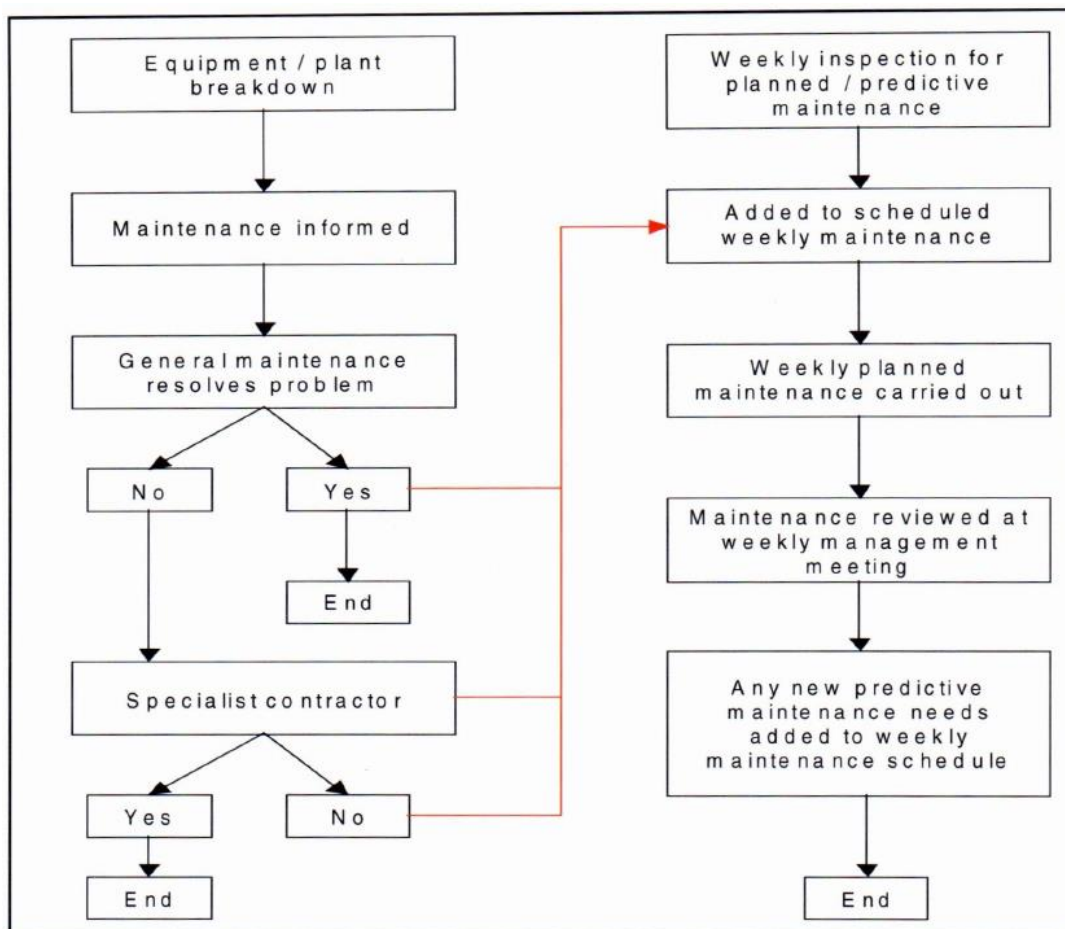 Equipment / plant
breakdown
Maintenance informed
General maintenance
resolves problem
No
Yes
End
Specialist contractor
Yes
No
End
Weekly inspection for
planned / predictive
maintenance
Added to scheduled
weekly maintenance
Weekly planned
maintenance carried out
Maintenance reviewed at
weekly management
meeting
Any new predictive
maintenance needs
added to weekly
maintenance schedule
End